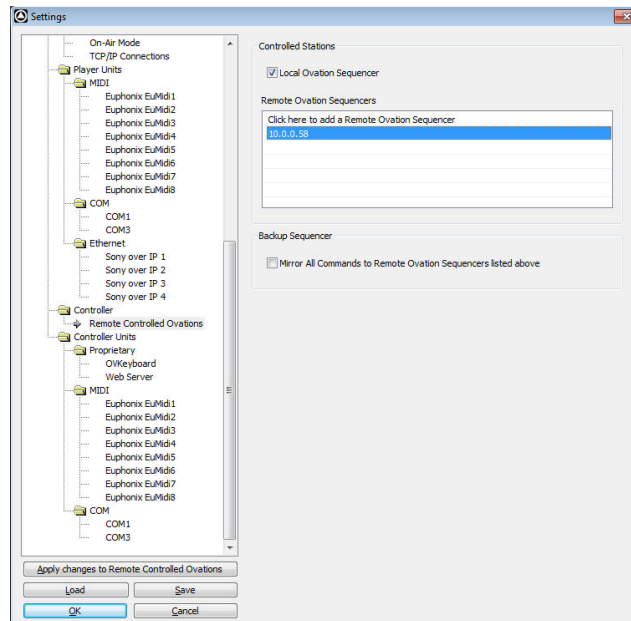 Settings
On-Air Mode
TCP/IP Connections
Player Units
MIDI
Euphonix EuMidi1
Euphonix EuMidi2
Euphonix EuMidi3
Euphonix EuMidi4
Euphonix EuMidi5
Euphonix EuMidi6
Euphonix EuMidi7
Euphonix EuMidi8
COM
COM1
COM3
Ethernet
Sony over IP 1
Sony over IP 2
Sony over IP 3
Sony over IP 4
Controller
Remote Controlled Ovations
Controller Units
Proprietary
OVKeyboard
Web Server
MIDI
Euphonix EuMidi1
Euphonix EuMidi2
Euphonix EuMidi3
Euphonix EuMidi4
Euphonix EuMidi5
Euphonix EuMidi6
Euphonix EuMidi7
Euphonix EuMidi8
COM
COM1
COM3
Apply changes to Remote Controlled Ovations
Load Save
OK Cancel
Controlled Stations
Local Ovation Sequencer
Remote Ovation Sequencers
Click here to add a Remote Ovation Sequencer
10.0.0.58
Backup Sequencer
Mirror All Commands to Remote Ovation Sequencers listed above